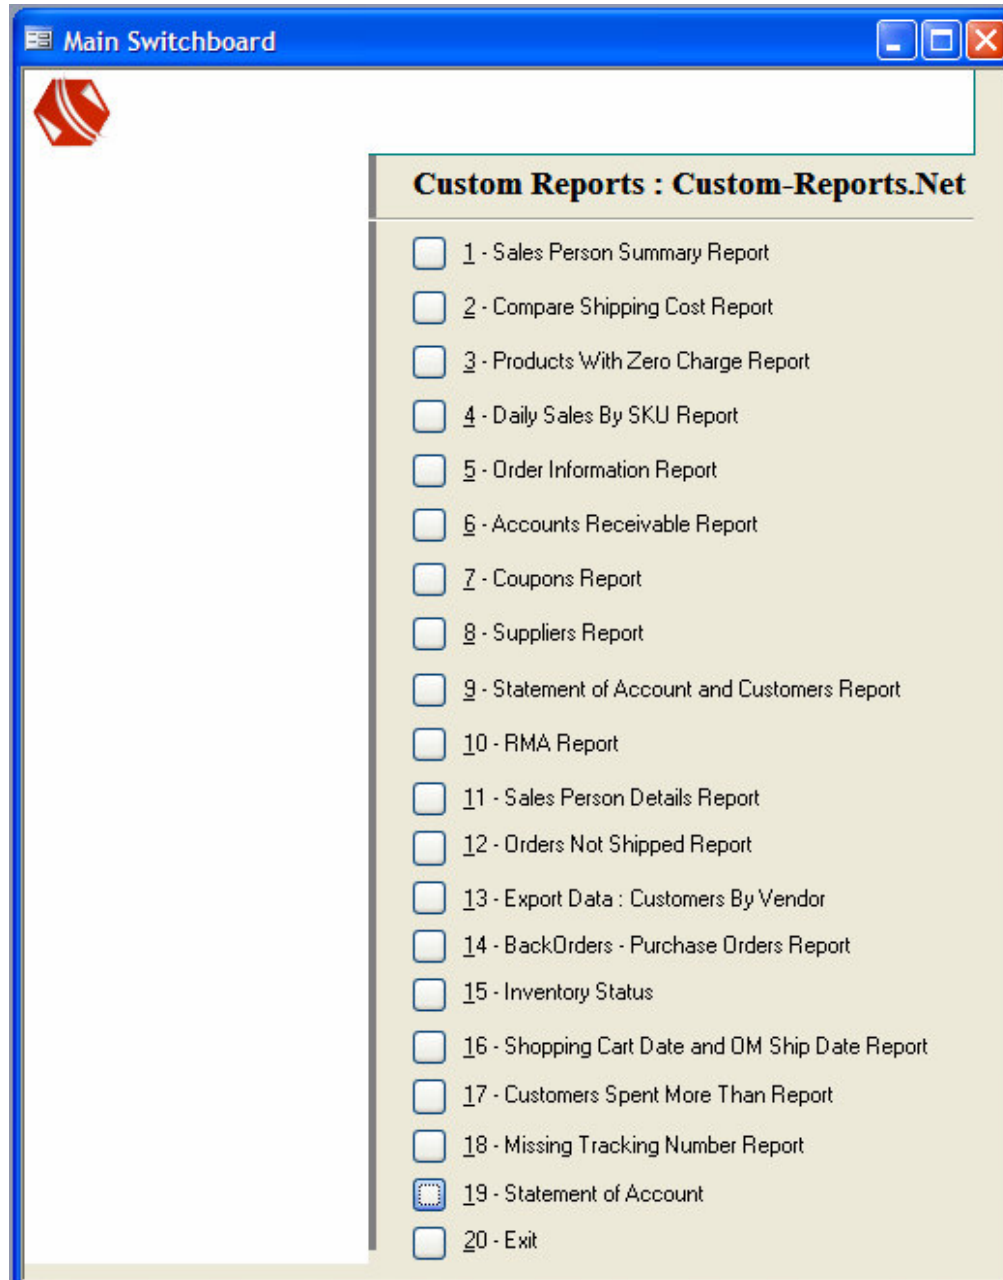 Main Switchboard
Custom Reports : Custom-Reports.Net
1 - Sales Person Summary Report
2 - Compare Shipping Cost Report
3 - Products With Zero Charge Report
4 - Daily Sales By SKU Report
5 - Order Information Report
6 - Accounts Receivable Report
7 - Coupons Report
8 - Suppliers Report
9 - Statement of Account and Customers Report
10 - RMA Report
11 - Sales Person Details Report
12 - Orders Not Shipped Report
13 - Export Data : Customers By Vendor
14 - BackOrders - Purchase Orders Report
15 - Inventory Status
16 - Shopping Cart Date and OM Ship Date Report
17 - Customers Spent More Than Report
18 - Missing Tracking Number Report
19 - Statement of Account
20 - Exit